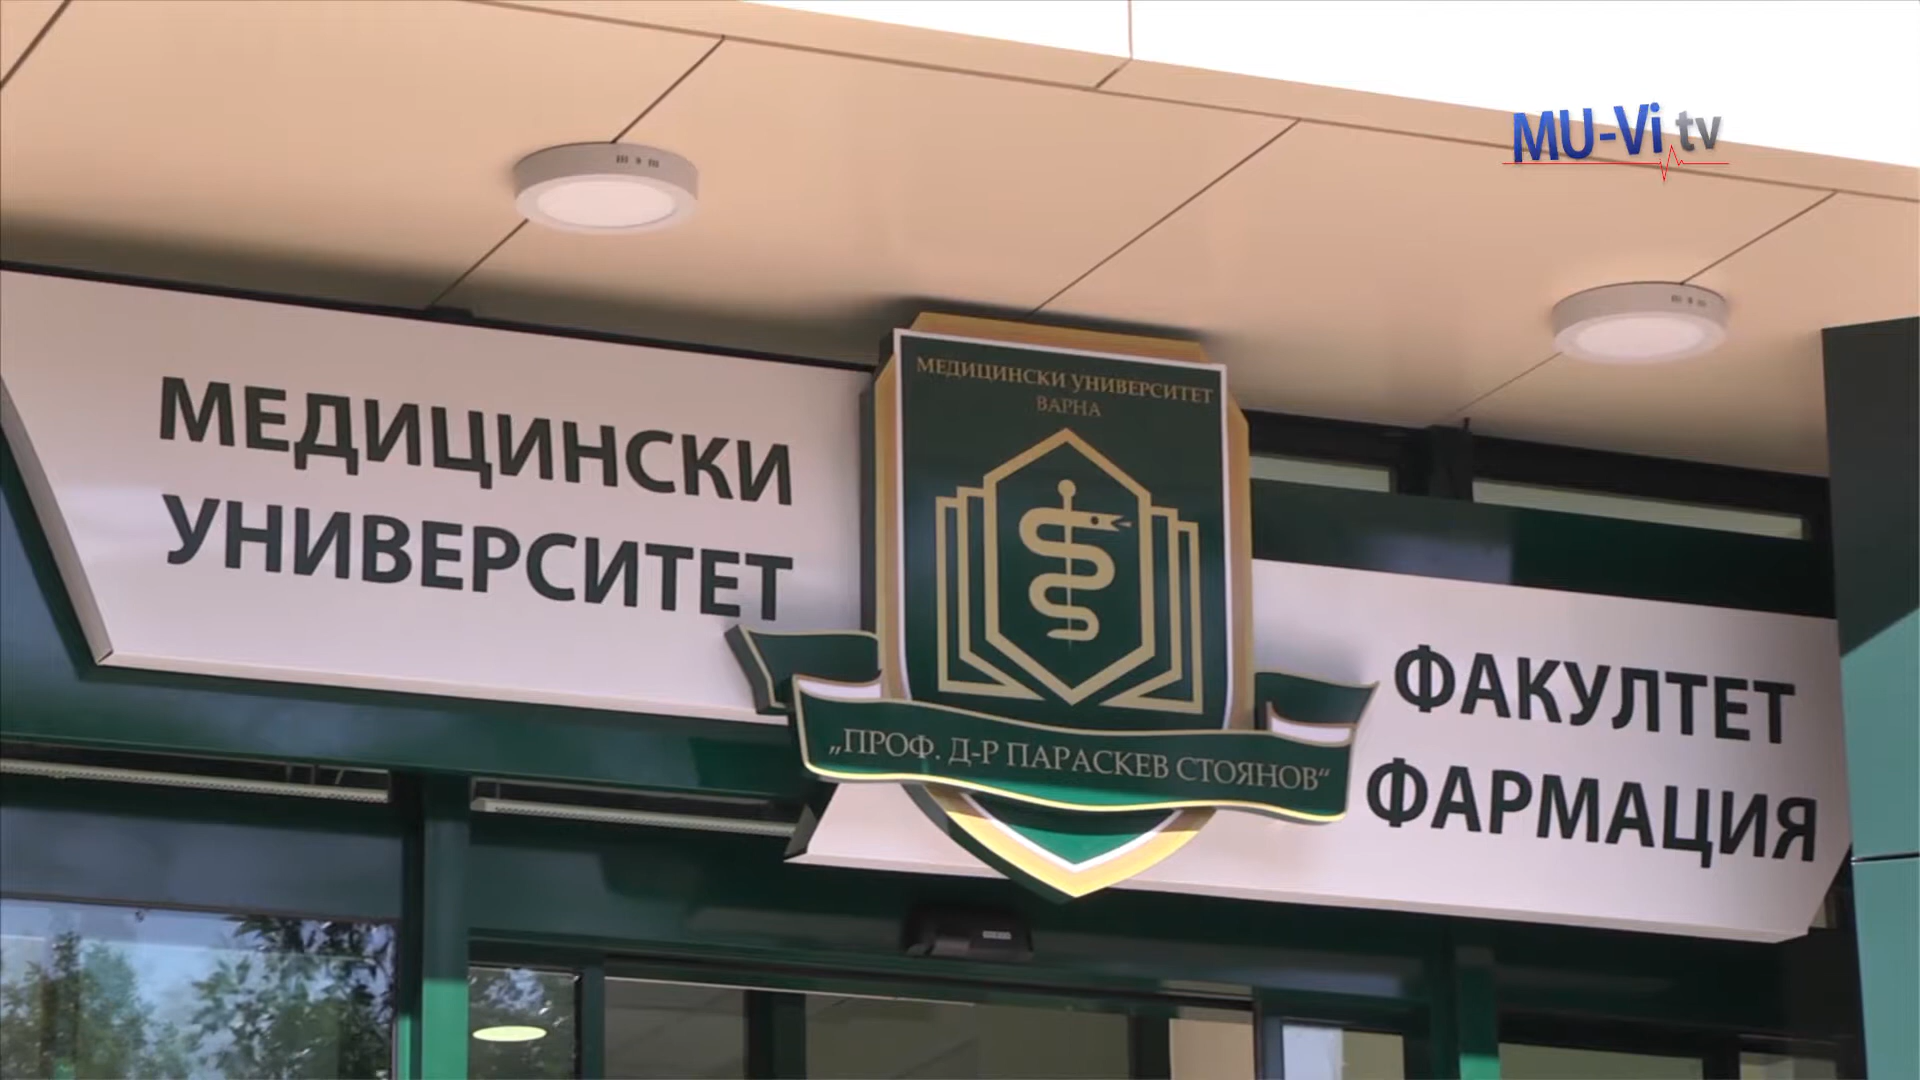 MU-Vi tv
МЕДИЦИНСКИ
УНИВЕРСИТЕТ
МЕДИЦИНСКИ УНИВЕРСИТЕТ
ВАРНА
„ПРОФ. Д-Р ПАРАСКЕВ СТОЯНОВ“
ФАКУЛТЕТ
ФАРМАЦИЯ